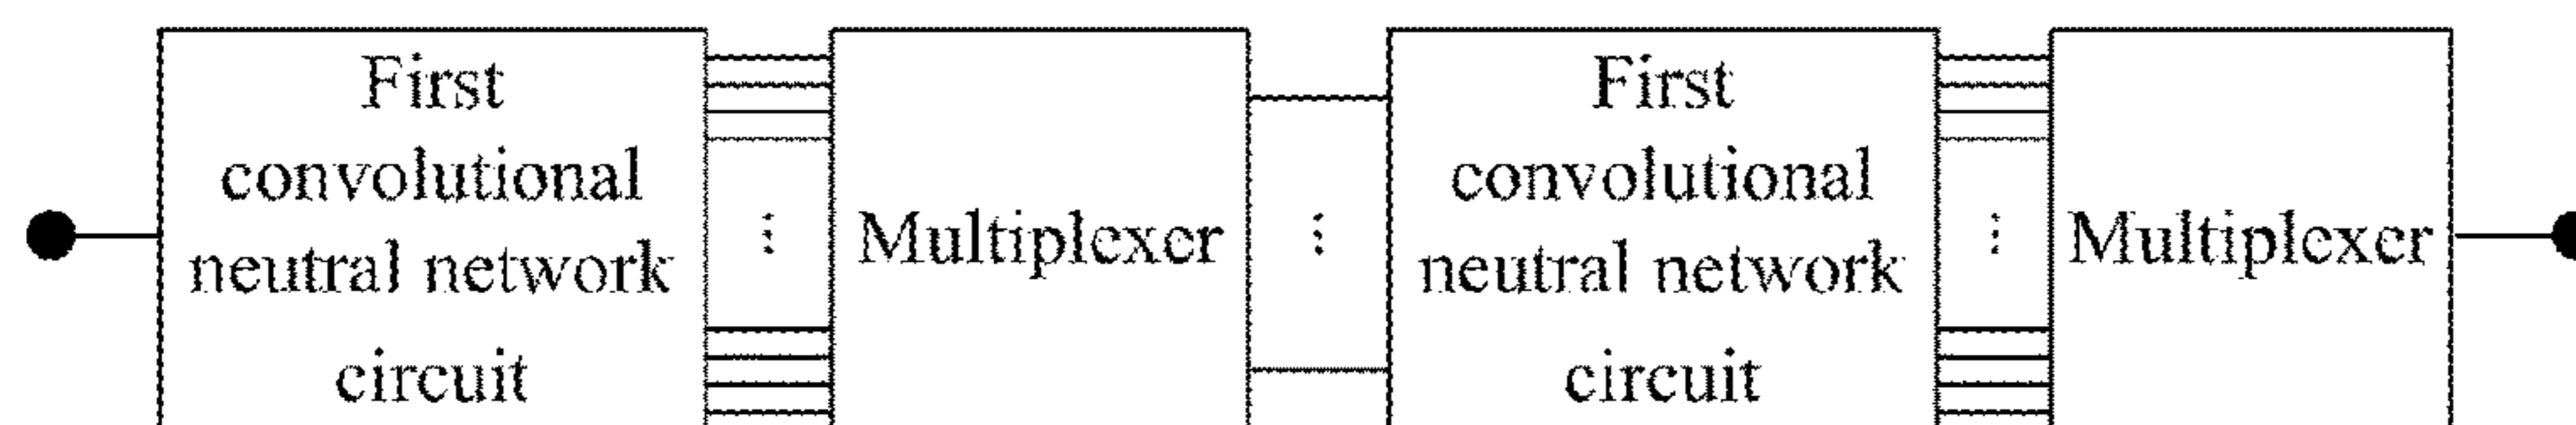 First
convolutional
neutral network
circuit
Multiplexer
First
convolutional
neutral network
circuit
Multiplexer